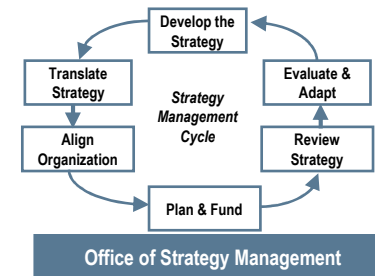 Develop the
Strategy
Translate
Strategy
Evaluate &
Adapt
Strategy
Management
Cycle
Align
Organization
Review
Strategy
Plan & Fund
Office of Strategy Management